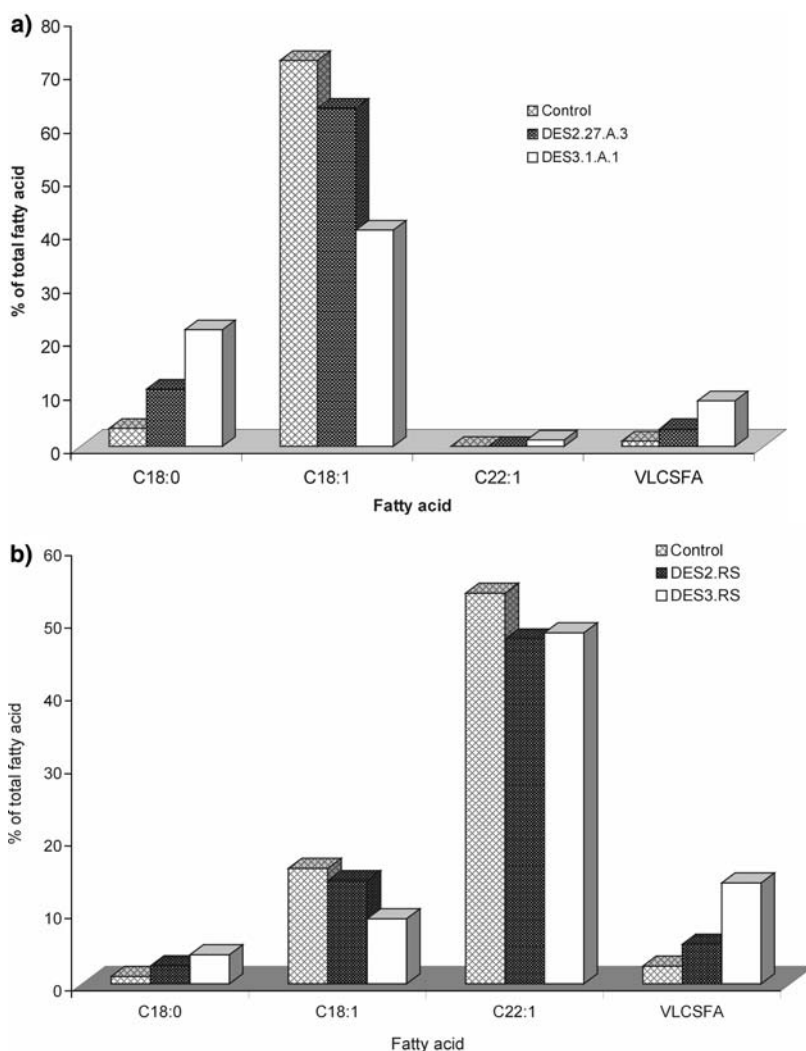 a)
80
70
60
50
40
30
20
10
0
% of total fatty acid
Control
DES2.27.A.3
DES3.1.A.1
C18:0 C18:1 C22:1 VLCSFA
Fatty acid
b)
60
50
40
30
20
10
0
% of total fatty acid
Control
DES2.RS
DES3.RS
C18:0 C18:1 C22:1 VLCSFA
Fatty acid